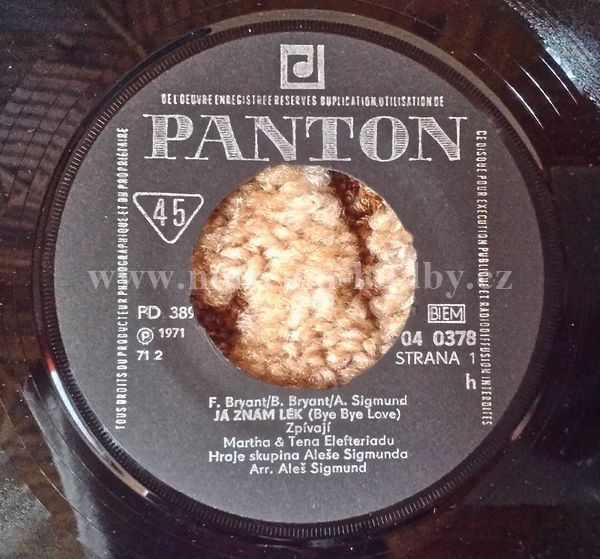 DE L'OEUVRE ENREGISTREE RESERVES DUPLICATION, UTILISATION DE
PANTON
TOUS DROITS DU PRODUCTEUR PHONOGRAPHIQUE ET DU PROPRIETAIRE
CE DISQUE POUR EXECUTION PUBLIQUE ET RADIODIFFUSION INTERDITES
45
PD 389
BIEM
℗ 1971
04 0378
71 2
STRANA 1
h
F. Bryant/B. Bryant/A. Sigmund
JÁ ZNÁM LÉK (Bye Bye Love)
Zpívají
Martha & Tena Elefteriadu
Hraje skupina Aleše Sigmunda
Arr. Aleš Sigmund